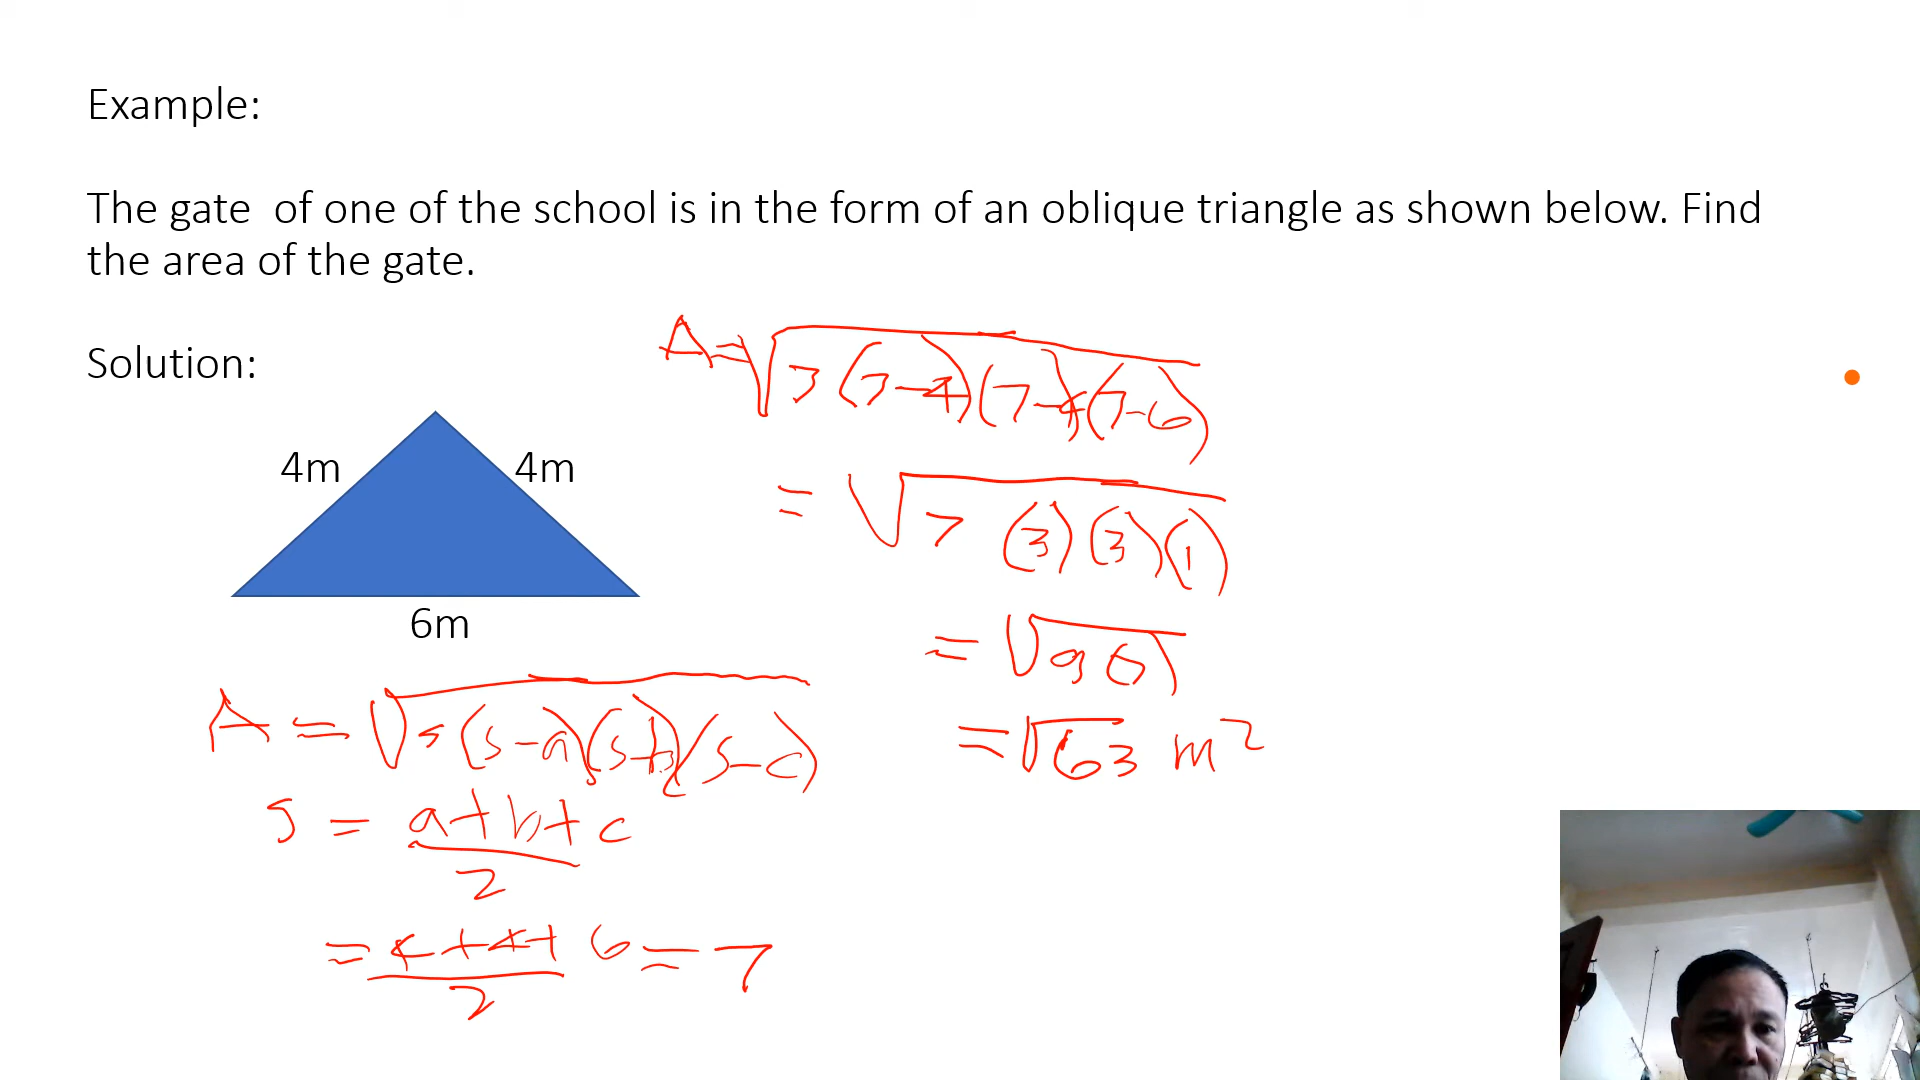 Example:
The gate of one of the school is in the form of an oblique triangle as shown below. Find
the area of the gate.
Solution:
4m
4m
6m
A = √s(s-a)(s-b)(s-c)
s = a+b+c
2
= 4+4+6 = 7
2
A = √7(7-4)(7-4)(7-6)
= √7 (3)(3)(1)
= √9(7)
= √63 m²